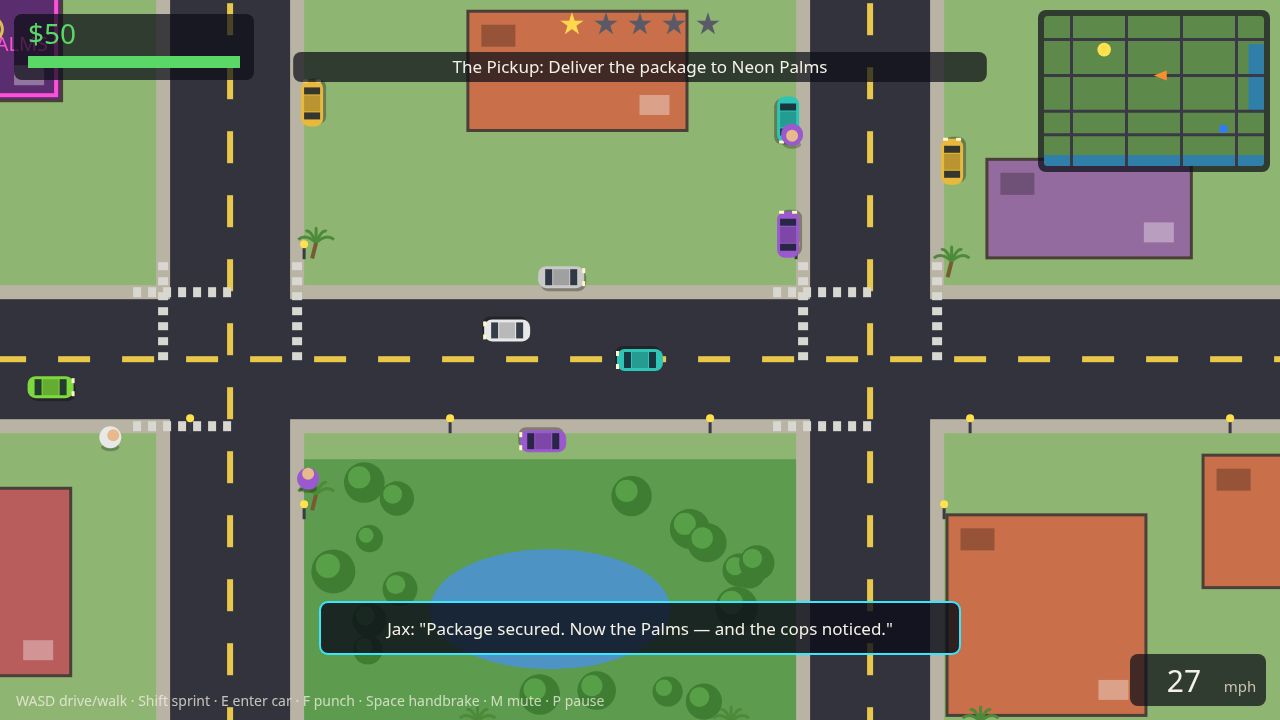 $50
The Pickup: Deliver the package to Neon Palms
Jax: "Package secured. Now the Palms — and the cops noticed."
WASD drive/walk · Shift sprint · E enter car · F punch · Space handbrake · M mute · P pause
27 mph